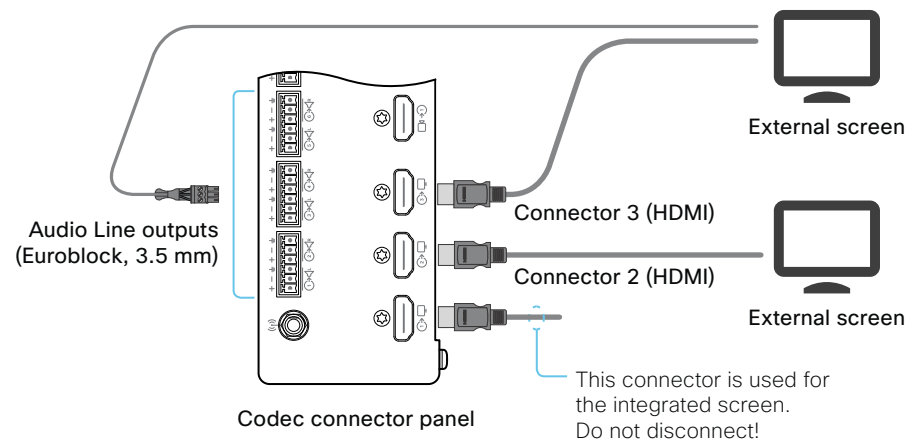 External screen
Connector 3 (HDMI)
Audio Line outputs
(Euroblock, 3.5 mm)
Connector 2 (HDMI)
External screen
This connector is used for
the integrated screen.
Do not disconnect!
Codec connector panel